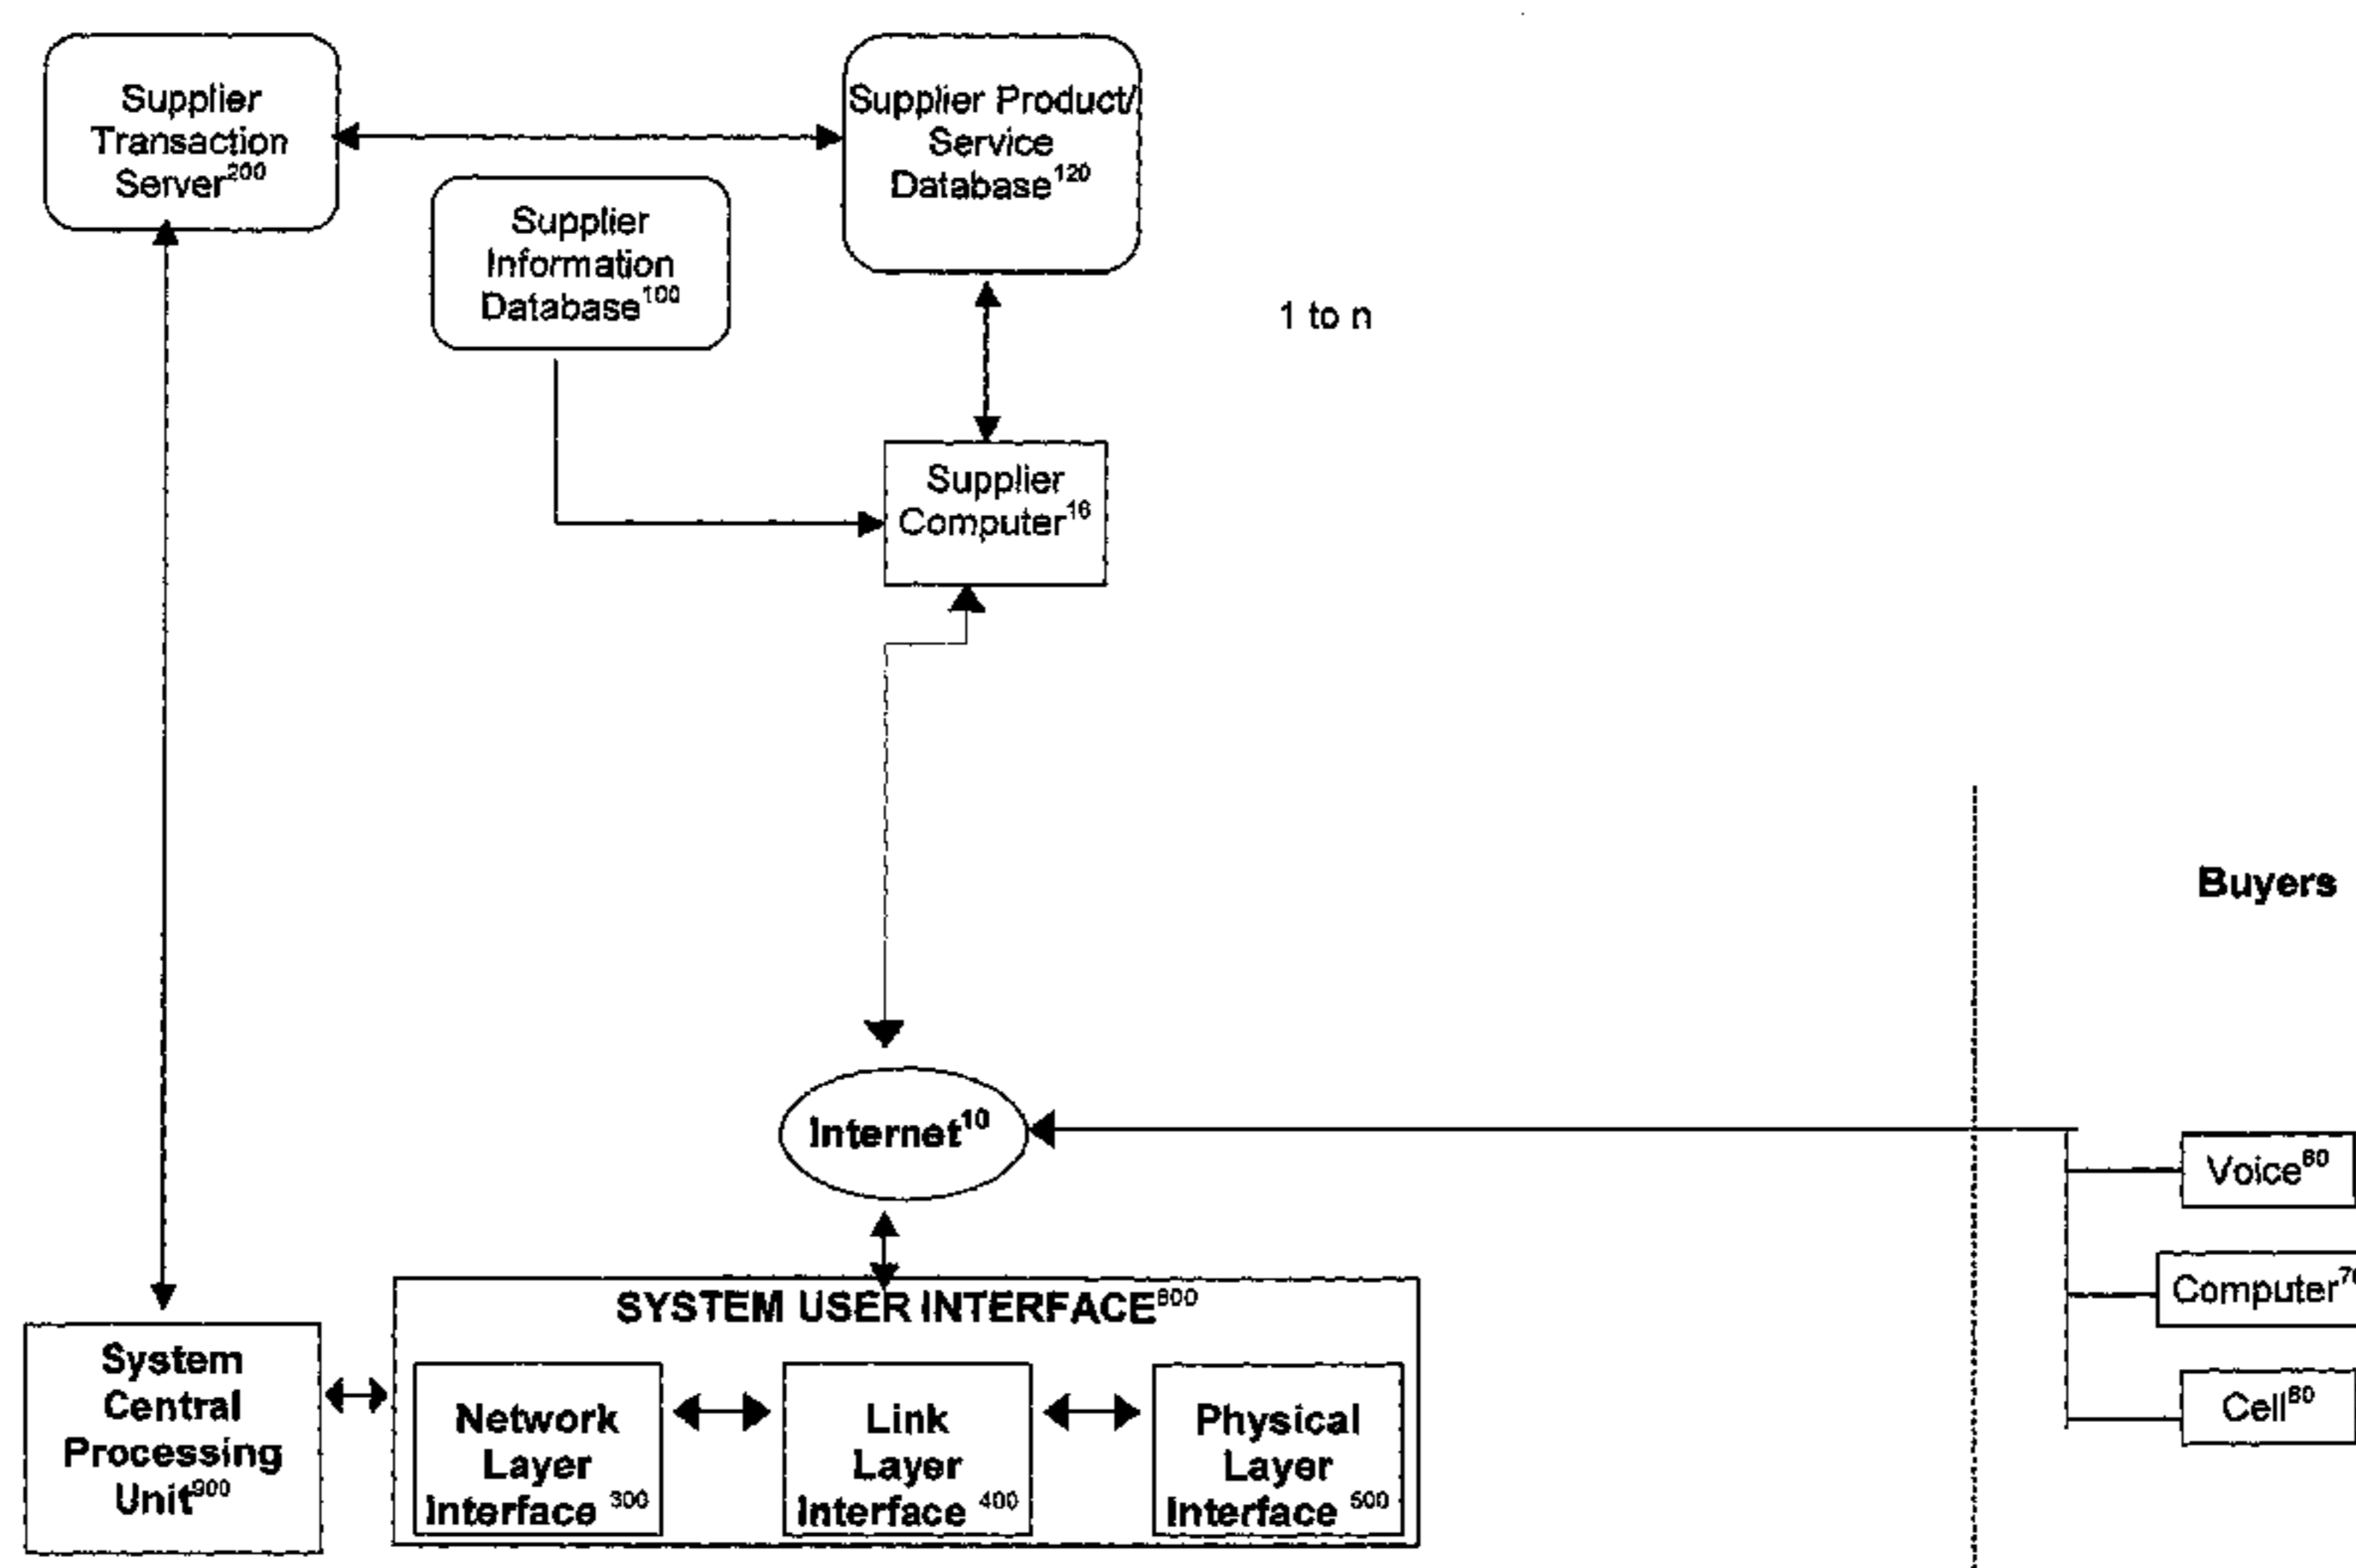 Supplier
Transaction
Server200
Supplier Product/
Service
Database120
Supplier
Information
Database100
1 to n
Supplier
Computer16
Buyers
Internet10
Voice60
Computer
Cell80
SYSTEM USER INTERFACE
System
Central
Processing
Unit900
Network
Layer
Interface 300
Link
Layer
Interface 400
Physical
Layer
Interface 500